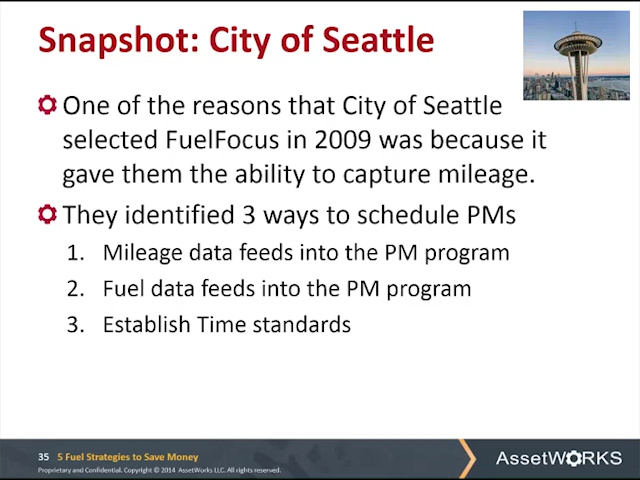 Snapshot: City of Seattle
One of the reasons that City of Seattle
selected FuelFocus in 2009 was because it
gave them the ability to capture mileage.
They identified 3 ways to schedule PMs
1. Mileage data feeds into the PM program
2. Fuel data feeds into the PM program
3. Establish Time standards
35 5 Fuel Strategies to Save Money
Proprietary and Confidential. Copyright © 2014 AssetWorks LLC. All rights reserved.
ASSETWORKS